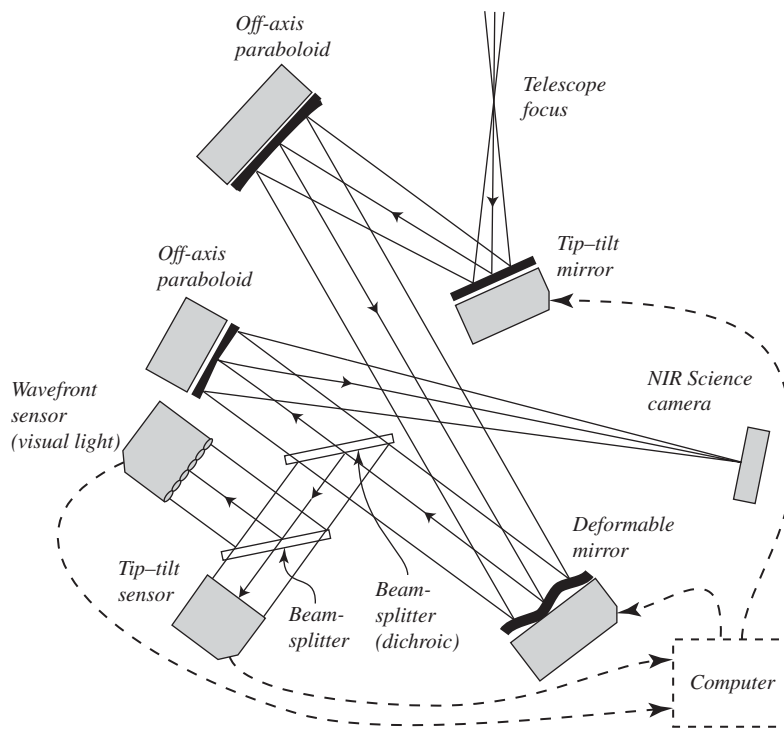 Off-axis
paraboloid
Telescope
focus
Tip–tilt
mirror
Off-axis
paraboloid
NIR Science
camera
Wavefront
sensor
(visual light)
Deformable
mirror
Tip–tilt
sensor
Beam-
splitter
Beam-
splitter
(dichroic)
Computer